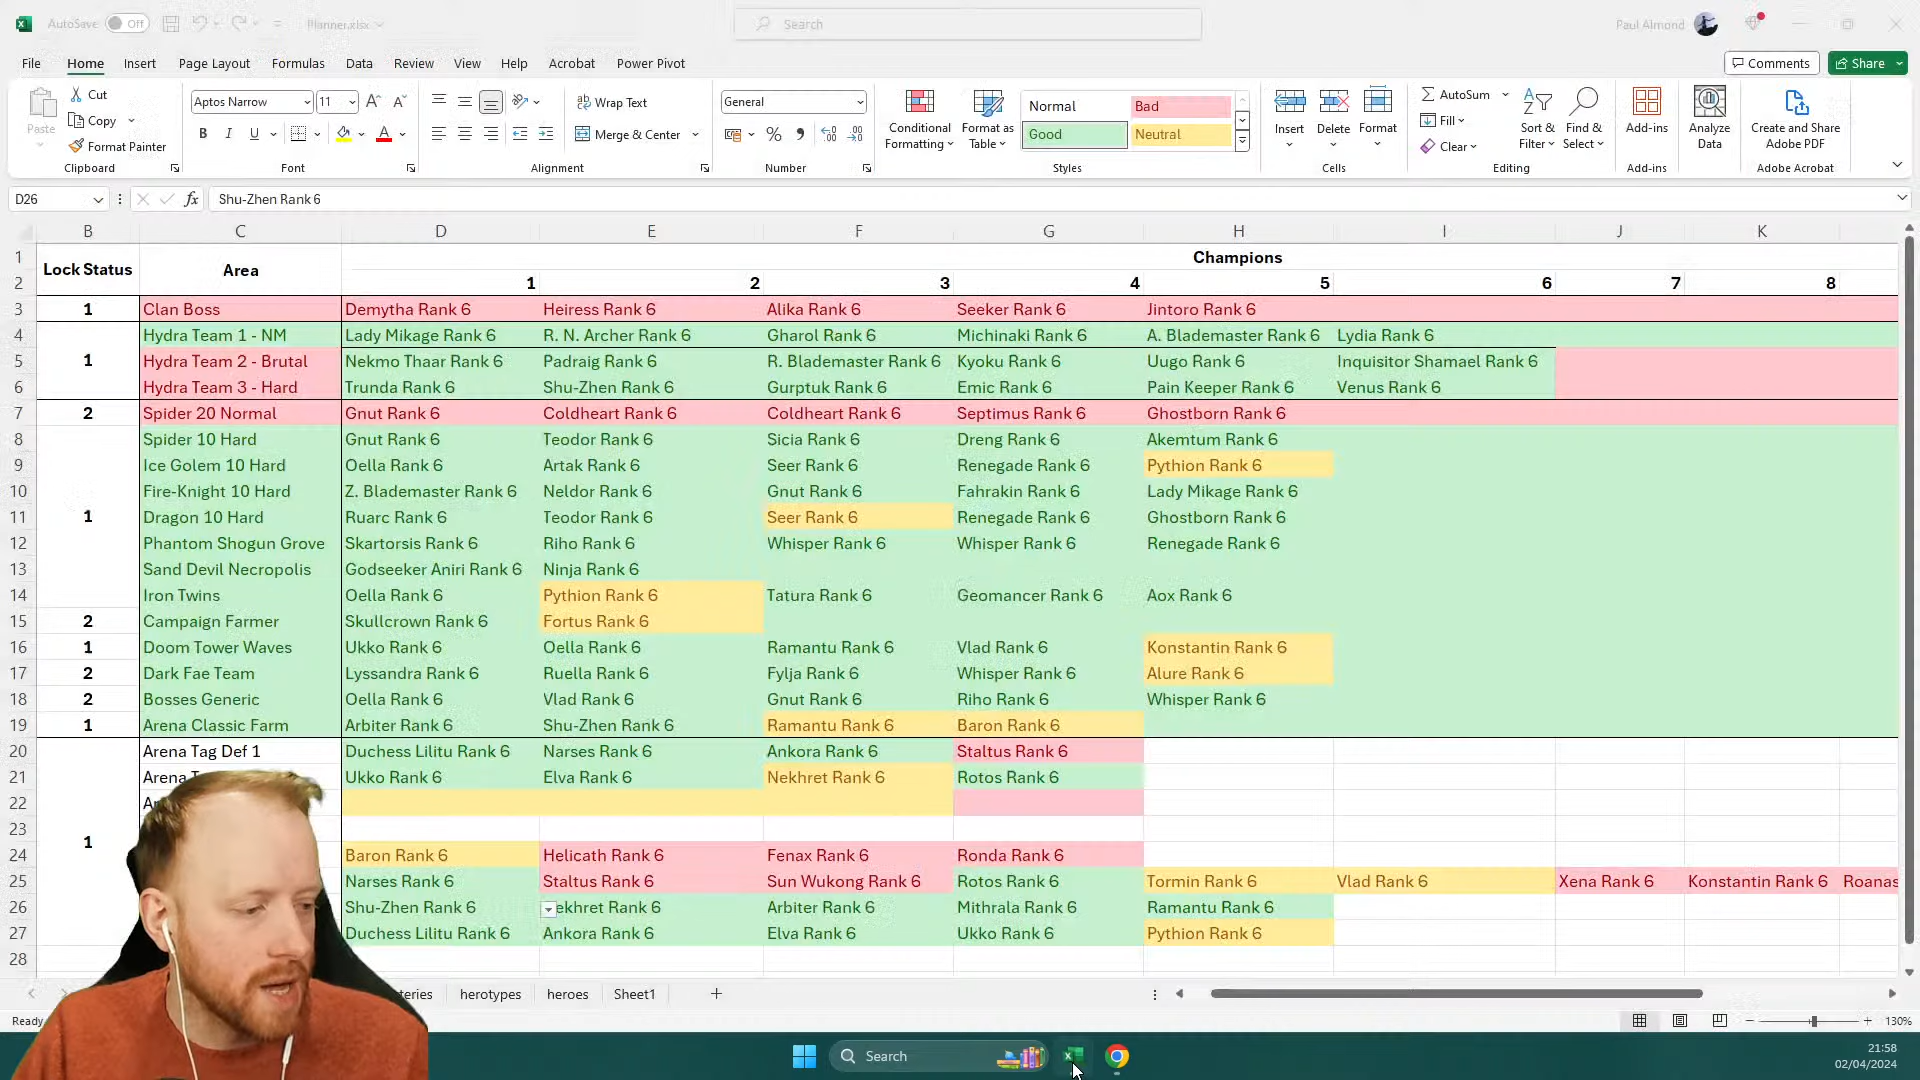 AutoSave Off Planner.xlsx Search Paul Almond
File Home Insert Page Layout Formulas Data Review View Help Acrobat Power Pivot Comments Share
Paste Cut Copy Format Painter Clipboard
Aptos Narrow 11 B I U Font
Wrap Text Merge & Center Alignment
General Number
Conditional Formatting Format as Table Normal Bad Good Neutral Styles
Insert Delete Format Cells
AutoSum Fill Clear Sort & Filter Find & Select Editing
Add-ins Add-ins
Analyze Data
Create and Share Adobe PDF Adobe Acrobat
D26 fx Shu-Zhen Rank 6
B C D E F G H I J K
1 Lock Status Area Champions
2 1 2 3 4 5 6 7 8
3 1 Clan Boss Demytha Rank 6 Heiress Rank 6 Alika Rank 6 Seeker Rank 6 Jintoro Rank 6
4 Hydra Team 1 - NM Lady Mikage Rank 6 R. N. Archer Rank 6 Gharol Rank 6 Michinaki Rank 6 A. Blademaster Rank 6 Lydia Rank 6
5 1 Hydra Team 2 - Brutal Nekmo Thaar Rank 6 Padraig Rank 6 R. Blademaster Rank 6 Kyoku Rank 6 Uugo Rank 6 Inquisitor Shamael Rank 6
6 Hydra Team 3 - Hard Trunda Rank 6 Shu-Zhen Rank 6 Gurptuk Rank 6 Emic Rank 6 Pain Keeper Rank 6 Venus Rank 6
7 2 Spider 20 Normal Gnut Rank 6 Coldheart Rank 6 Coldheart Rank 6 Septimus Rank 6 Ghostborn Rank 6
8 Spider 10 Hard Gnut Rank 6 Teodor Rank 6 Sicia Rank 6 Dreng Rank 6 Akemtum Rank 6
9 Ice Golem 10 Hard Oella Rank 6 Artak Rank 6 Seer Rank 6 Renegade Rank 6 Pythion Rank 6
10 Fire-Knight 10 Hard Z. Blademaster Rank 6 Neldor Rank 6 Gnut Rank 6 Fahrakin Rank 6 Lady Mikage Rank 6
11 1 Dragon 10 Hard Ruarc Rank 6 Teodor Rank 6 Seer Rank 6 Renegade Rank 6 Ghostborn Rank 6
12 Phantom Shogun Grove Skartorsis Rank 6 Riho Rank 6 Whisper Rank 6 Whisper Rank 6 Renegade Rank 6
13 Sand Devil Necropolis Godseeker Aniri Rank 6 Ninja Rank 6
14 Iron Twins Oella Rank 6 Pythion Rank 6 Tatura Rank 6 Geomancer Rank 6 Aox Rank 6
15 2 Campaign Farmer Skullcrown Rank 6 Fortus Rank 6
16 1 Doom Tower Waves Ukko Rank 6 Oella Rank 6 Ramantu Rank 6 Vlad Rank 6 Konstantin Rank 6
17 2 Dark Fae Team Lyssandra Rank 6 Ruella Rank 6 Fylja Rank 6 Whisper Rank 6 Alure Rank 6
18 2 Bosses Generic Oella Rank 6 Vlad Rank 6 Gnut Rank 6 Riho Rank 6 Whisper Rank 6
19 1 Arena Classic Farm Arbiter Rank 6 Shu-Zhen Rank 6 Ramantu Rank 6 Baron Rank 6
20 Arena Tag Def 1 Duchess Lilitu Rank 6 Narses Rank 6 Ankora Rank 6 Staltus Rank 6
21 Arena Ukko Rank 6 Elva Rank 6 Nekhret Rank 6 Rotos Rank 6
22
23 1
24 Baron Rank 6 Helicath Rank 6 Fenax Rank 6 Ronda Rank 6
25 Narses Rank 6 Staltus Rank 6 Sun Wukong Rank 6 Rotos Rank 6 Tormin Rank 6 Vlad Rank 6 Xena Rank 6 Konstantin Rank 6 Roanas
26 Shu-Zhen Rank 6 ekhret Rank 6 Arbiter Rank 6 Mithrala Rank 6 Ramantu Rank 6
27 Duchess Lilitu Rank 6 Ankora Rank 6 Elva Rank 6 Ukko Rank 6 Pythion Rank 6
28
teries herotypes heroes Sheet1
Ready 130%
Search 21:58
02/04/2024